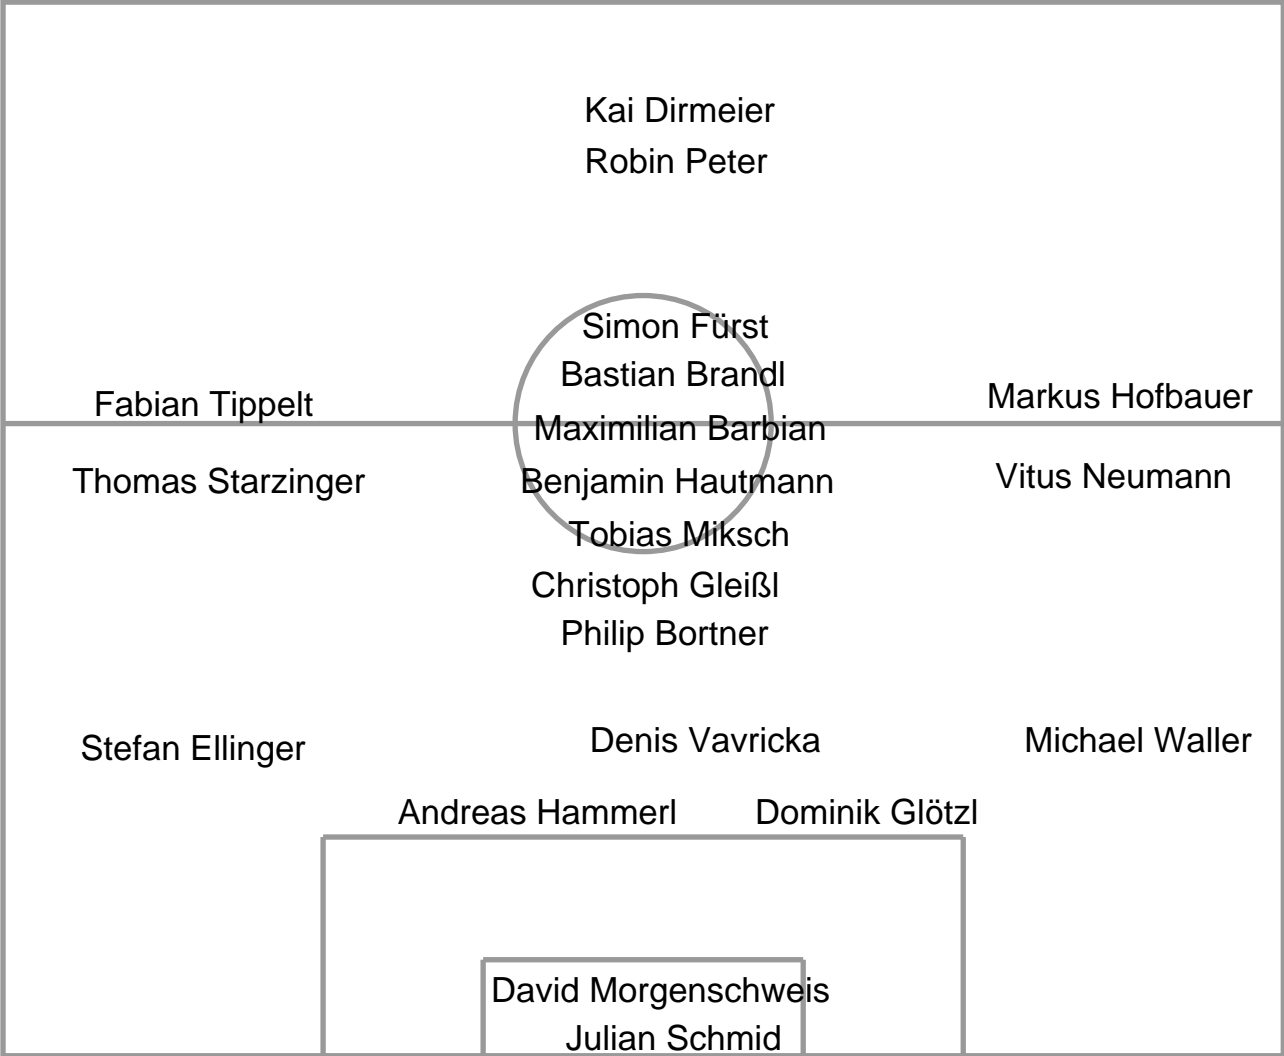 Kai Dirmeier
Robin Peter
Simon Fürst
Bastian Brandl
Fabian Tippelt
Markus Hofbauer
Maximilian Barbian
Thomas Starzinger
Benjamin Hautmann
Vitus Neumann
Tobias Miksch
Christoph Gleißl
Philip Bortner
Stefan Ellinger
Denis Vavricka
Michael Waller
Andreas Hammerl
Dominik Glötzl
David Morgenschweis
Julian Schmid